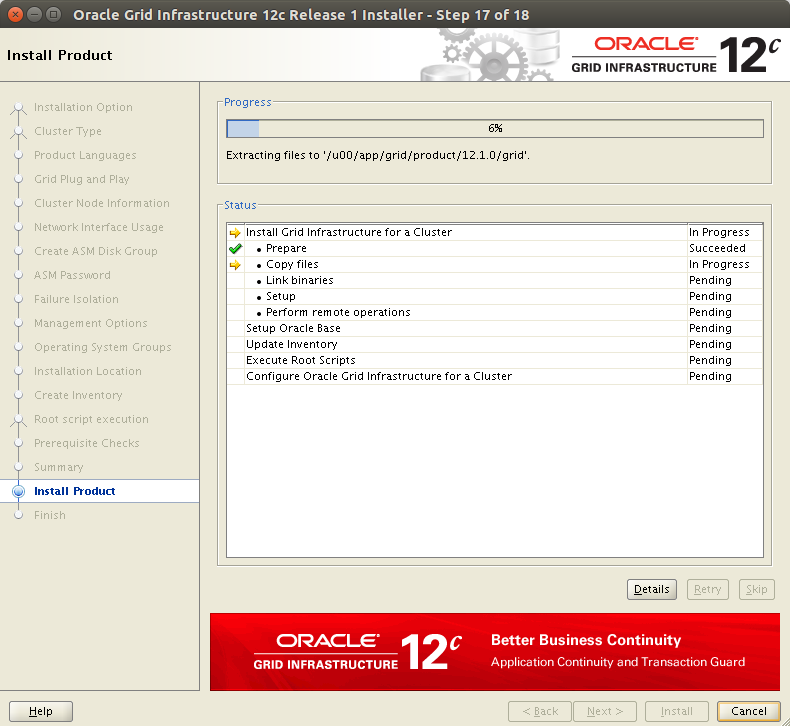 Oracle Grid Infrastructure 12c Release 1 Installer - Step 17 of 18
Install Product
ORACLE
GRID INFRASTRUCTURE 12c
Installation Option
Cluster Type
Product Languages
Grid Plug and Play
Cluster Node Information
Network Interface Usage
Create ASM Disk Group
ASM Password
Failure Isolation
Management Options
Operating System Groups
Installation Location
Create Inventory
Root script execution
Prerequisite Checks
Summary
Install Product
Finish
Progress
6%
Extracting files to '/u00/app/grid/product/12.1.0/grid'.
Status
Install Grid Infrastructure for a Cluster In Progress
• Prepare Succeeded
• Copy files In Progress
• Link binaries Pending
• Setup Pending
• Perform remote operations Pending
Setup Oracle Base Pending
Update Inventory Pending
Execute Root Scripts Pending
Configure Oracle Grid Infrastructure for a Cluster Pending
Details Retry Skip
ORACLE
GRID INFRASTRUCTURE 12c
Better Business Continuity
Application Continuity and Transaction Guard
Help < Back Next > Install Cancel